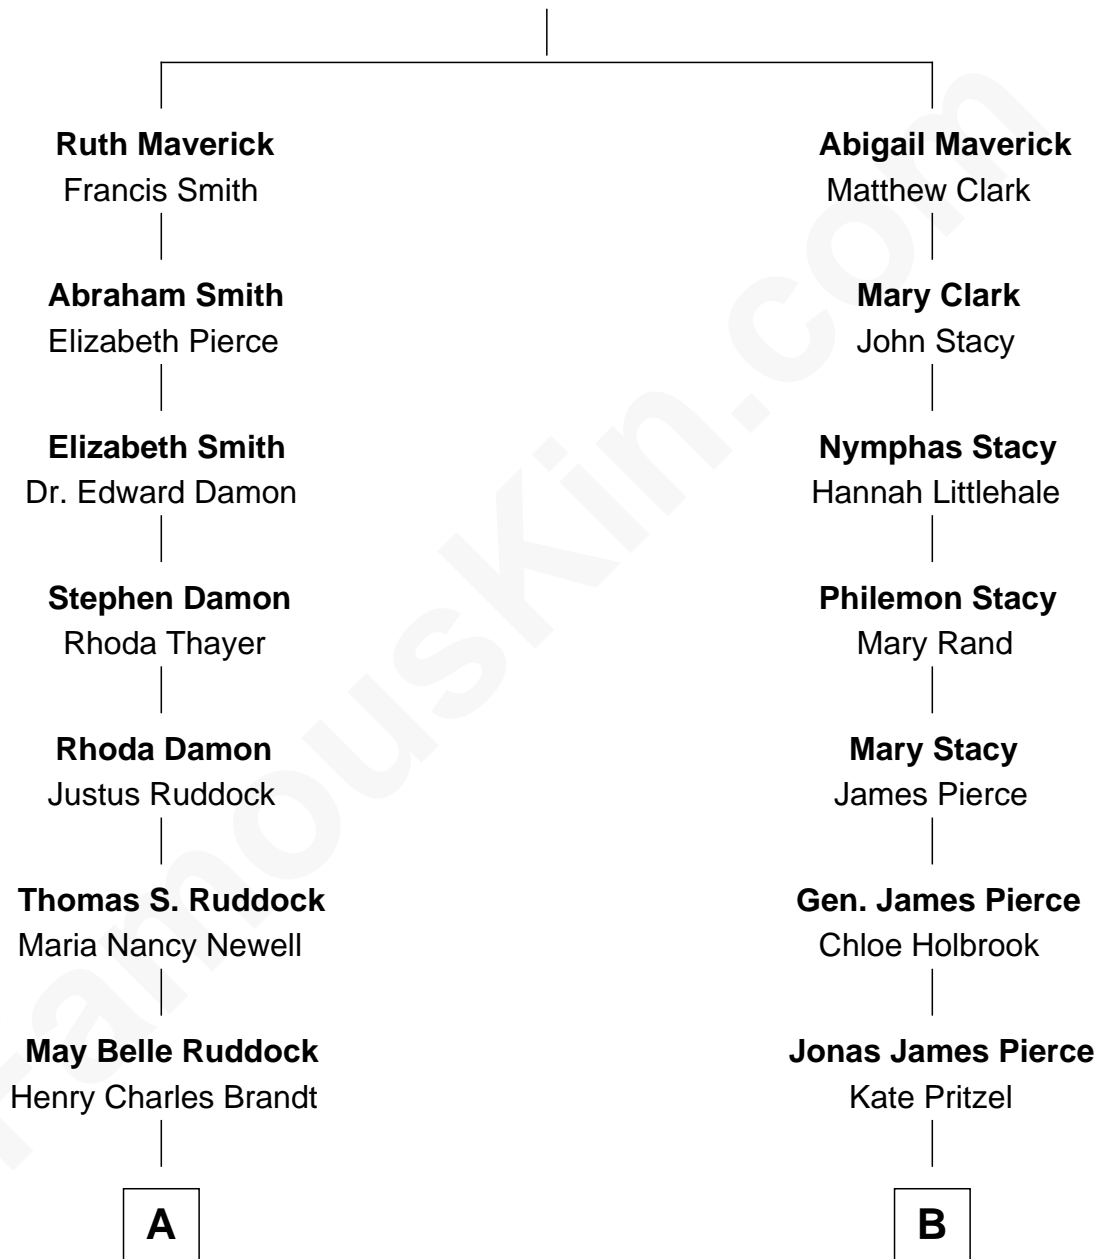 Ruth Maverick
Francis Smith
Abraham Smith
Elizabeth Pierce
Elizabeth Smith
Dr. Edward Damon
Stephen Damon
Rhoda Thayer
Rhoda Damon
Justus Ruddock
Thomas S. Ruddock
Maria Nancy Newell
May Belle Ruddock
Henry Charles Brandt
A
Abigail Maverick
Matthew Clark
Mary Clark
John Stacy
Nymphas Stacy
Hannah Littlehale
Philemon Stacy
Mary Rand
Mary Stacy
James Pierce
Gen. James Pierce
Chloe Holbrook
Jonas James Pierce
Kate Pritzel
B
FamousKin.com